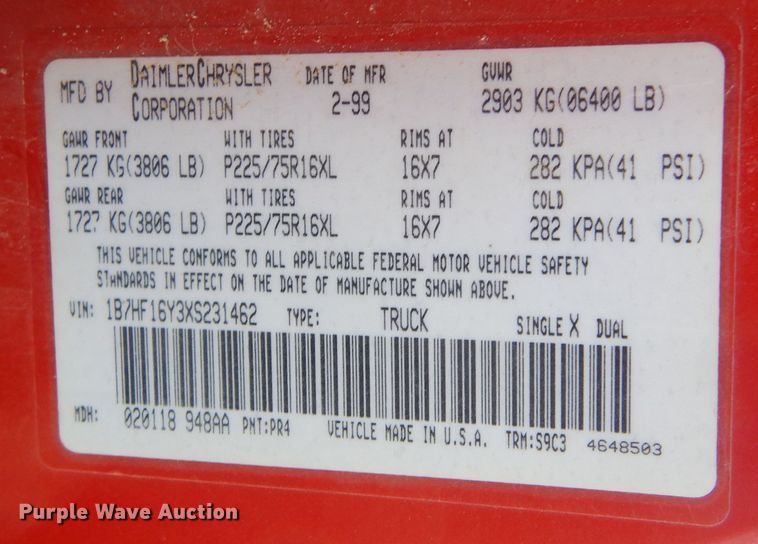 MFD BY DAIMLERCHRYSLER CORPORATION DATE OF MFR 2-99 GVWR 2903 KG(06400 LB)
GAWR FRONT WITH TIRES RIMS AT COLD
1727 KG(3806 LB) P225/75R16XL 16X7 282 KPA(41 PSI)
GAWR REAR WITH TIRES RIMS AT COLD
1727 KG(3806 LB) P225/75R16XL 16X7 282 KPA(41 PSI)
THIS VEHICLE CONFORMS TO ALL APPLICABLE FEDERAL MOTOR VEHICLE SAFETY
STANDARDS IN EFFECT ON THE DATE OF MANUFACTURE SHOWN ABOVE.
VIN: 1B7HF16Y3XS231462 TYPE: TRUCK SINGLE X DUAL
MDH: 020118 948AA PNT:PR4 VEHICLE MADE IN U.S.A. TRM:S9C3 4648503
Purple Wave Auction